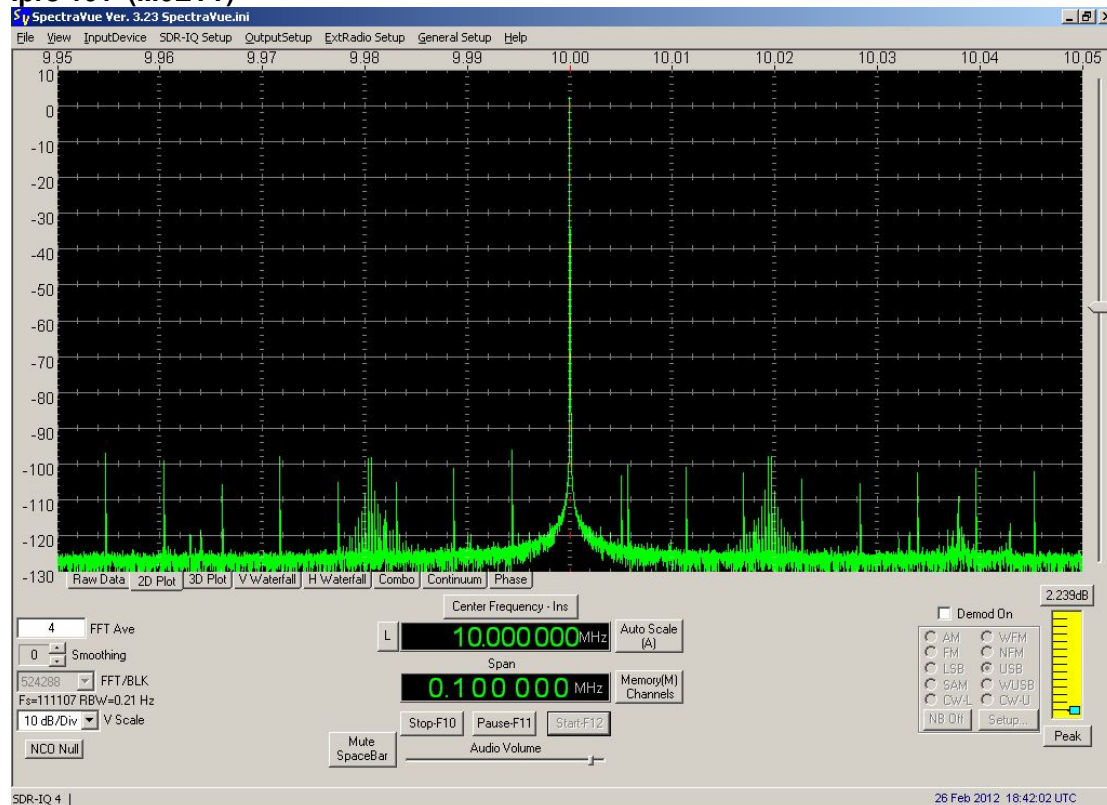 SpectraVue Ver. 3.23 SpectraVue.ini
File View InputDevice SDR-IQ Setup OutputSetup ExtRadio Setup General Setup Help
9.95 9.96 9.97 9.98 9.99 10.00 10.01 10.02 10.03 10.04 10.05
10
0
-10
-20
-30
-40
-50
-60
-70
-80
-90
-100
-110
-120
-130
Raw Data 2D Plot 3D Plot V Waterfall H Waterfall Combo Continuum Phase
Center Frequency - Ins
2.239dB
4 FFT Ave
L 10.000000MHz Auto Scale (A)
Demod On
0 Smoothing
Span
AM WFM
FM NFM
LSB USB
SAM WUSB
CW-L CW-U
524288 FFT/BLK
0.100000 MHz Memory(M) Channels
Fs=111107 RBW=0.21 Hz
10 dB/Div V Scale
Stop-F10 Pause-F11 Start-F12
NB Off Setup...
NCO Null
Mute SpaceBar
Audio Volume
Peak
SDR-IQ 4 26 Feb 2012 18:42:02 UTC